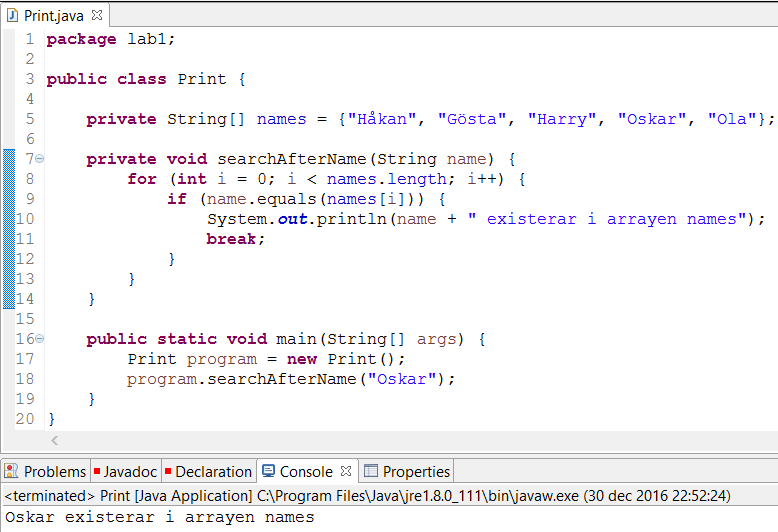 Print.java
1 package lab1;
2
3 public class Print {
4
5     private String[] names = {"Håkan", "Gösta", "Harry", "Oskar", "Ola"};
6
7     private void searchAfterName(String name) {
8         for (int i = 0; i < names.length; i++) {
9             if (name.equals(names[i])) {
10                 System.out.println(name + " existerar i arrayen names");
11                 break;
12             }
13         }
14     }
15
16     public static void main(String[] args) {
17         Print program = new Print();
18         program.searchAfterName("Oskar");
19     }
20 }
Problems Javadoc Declaration Console Properties
<terminated> Print [Java Application] C:\Program Files\Java\jre1.8.0_111\bin\javaw.exe (30 dec 2016 22:52:24)
Oskar existerar i arrayen names